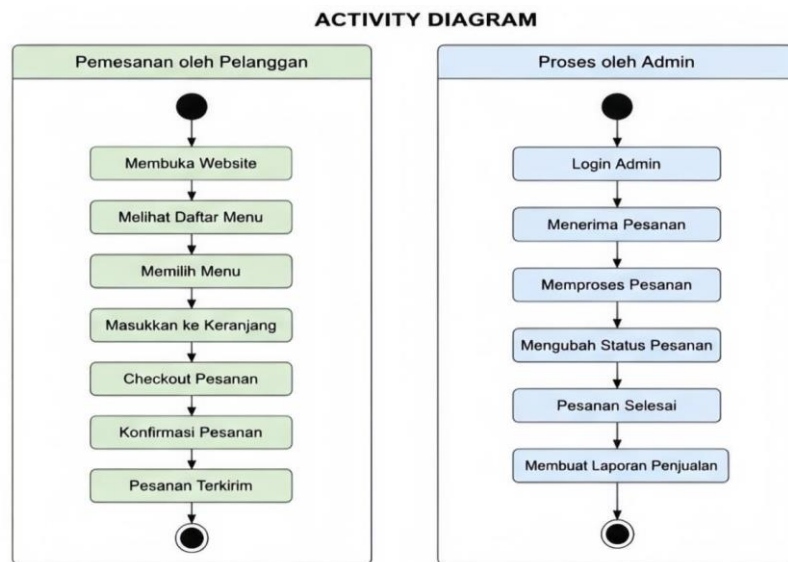 ACTIVITY DIAGRAM
Pemesanan oleh Pelanggan
Membuka Website
Melihat Daftar Menu
Memilih Menu
Masukkan ke Keranjang
Checkout Pesanan
Konfirmasi Pesanan
Pesanan Terkirim
Proses oleh Admin
Login Admin
Menerima Pesanan
Memproses Pesanan
Mengubah Status Pesanan
Pesanan Selesai
Membuat Laporan Penjualan